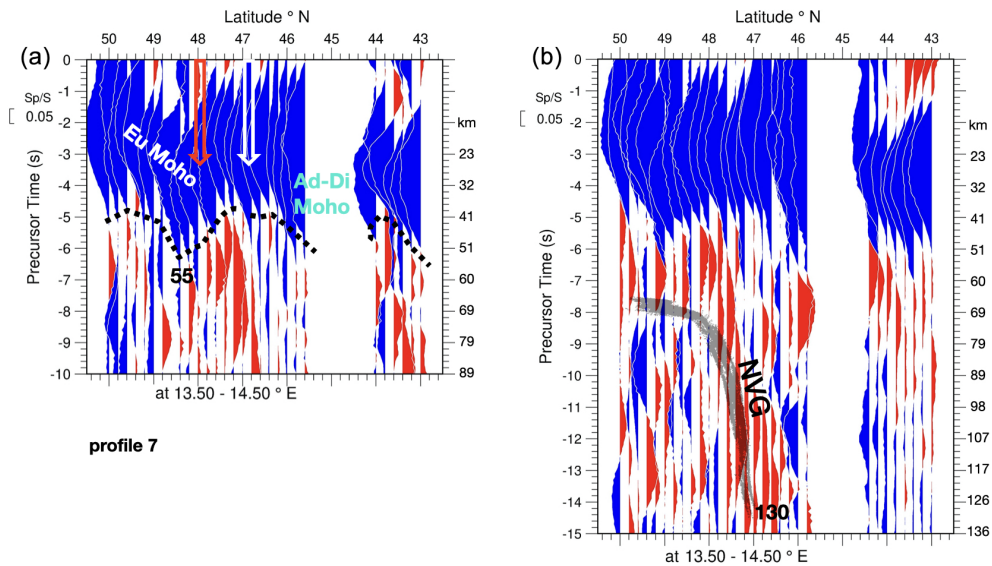 Latitude ° N
(a)
50 49 48 47 46 45 44 43
0
-1
-2
-3
-4
-5
-6
-7
-8
-9
-10
Precursor Time (s)
Sp/S
0.05
km
23
32
41
51
60
69
79
89
Eu Moho
Ad-Di
Moho
55
at 13.50 - 14.50 ° E
profile 7
Latitude ° N
(b)
50 49 48 47 46 45 44 43
0
-1
-2
-3
-4
-5
-6
-7
-8
-9
-10
-11
-12
-13
-14
-15
Precursor Time (s)
Sp/S
0.05
km
23
32
41
51
60
69
79
89
98
107
117
126
136
NVG
130
at 13.50 - 14.50 ° E